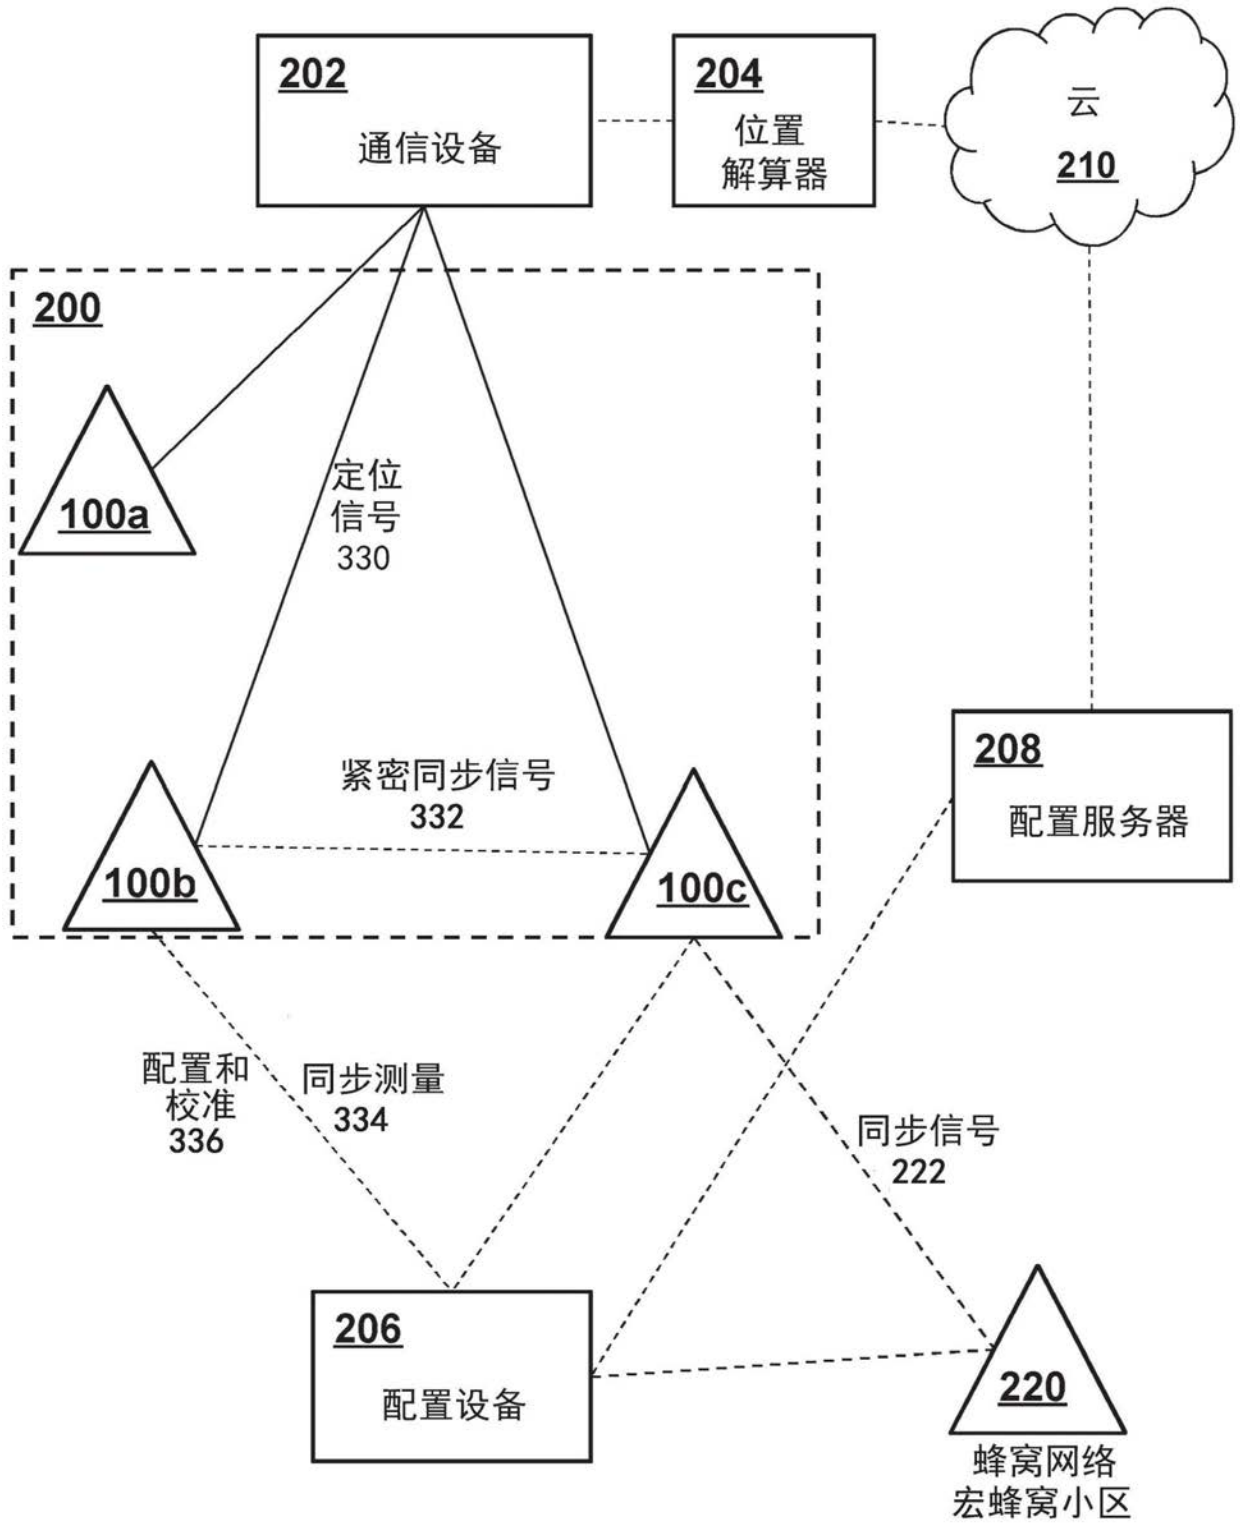 202
通信设备
204
位置
解算器
云
210
200
100a
定位
信号
330
紧密同步信号
332
100b
100c
208
配置服务器
配置和
校准
336
同步测量
334
同步信号
222
206
配置设备
220
蜂窝网络
宏蜂窝小区